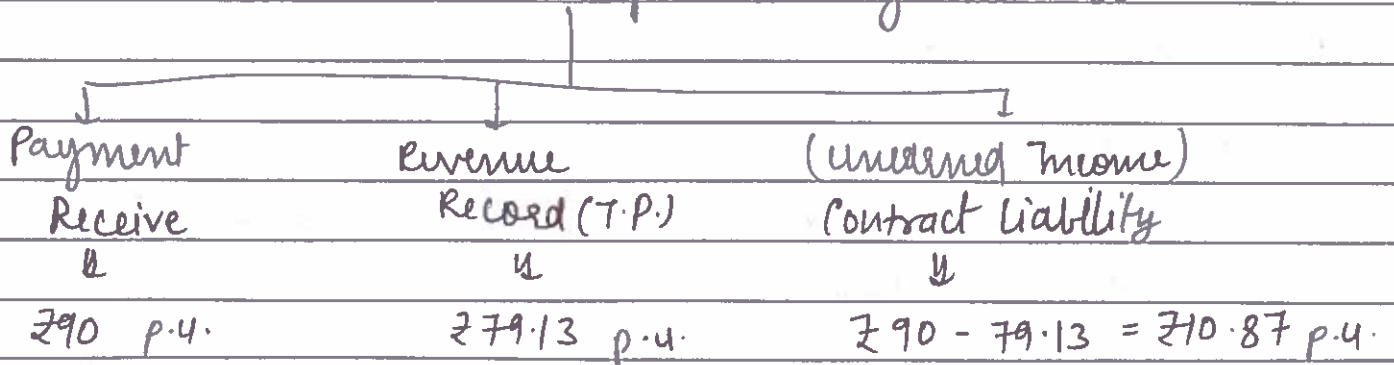 Payment Revenue (unearned Income)
Receive Record (T.P.) Contract liability
₹90 p.u. ₹79.13 p.u. ₹90 - 79.13 = ₹10.87 p.u.